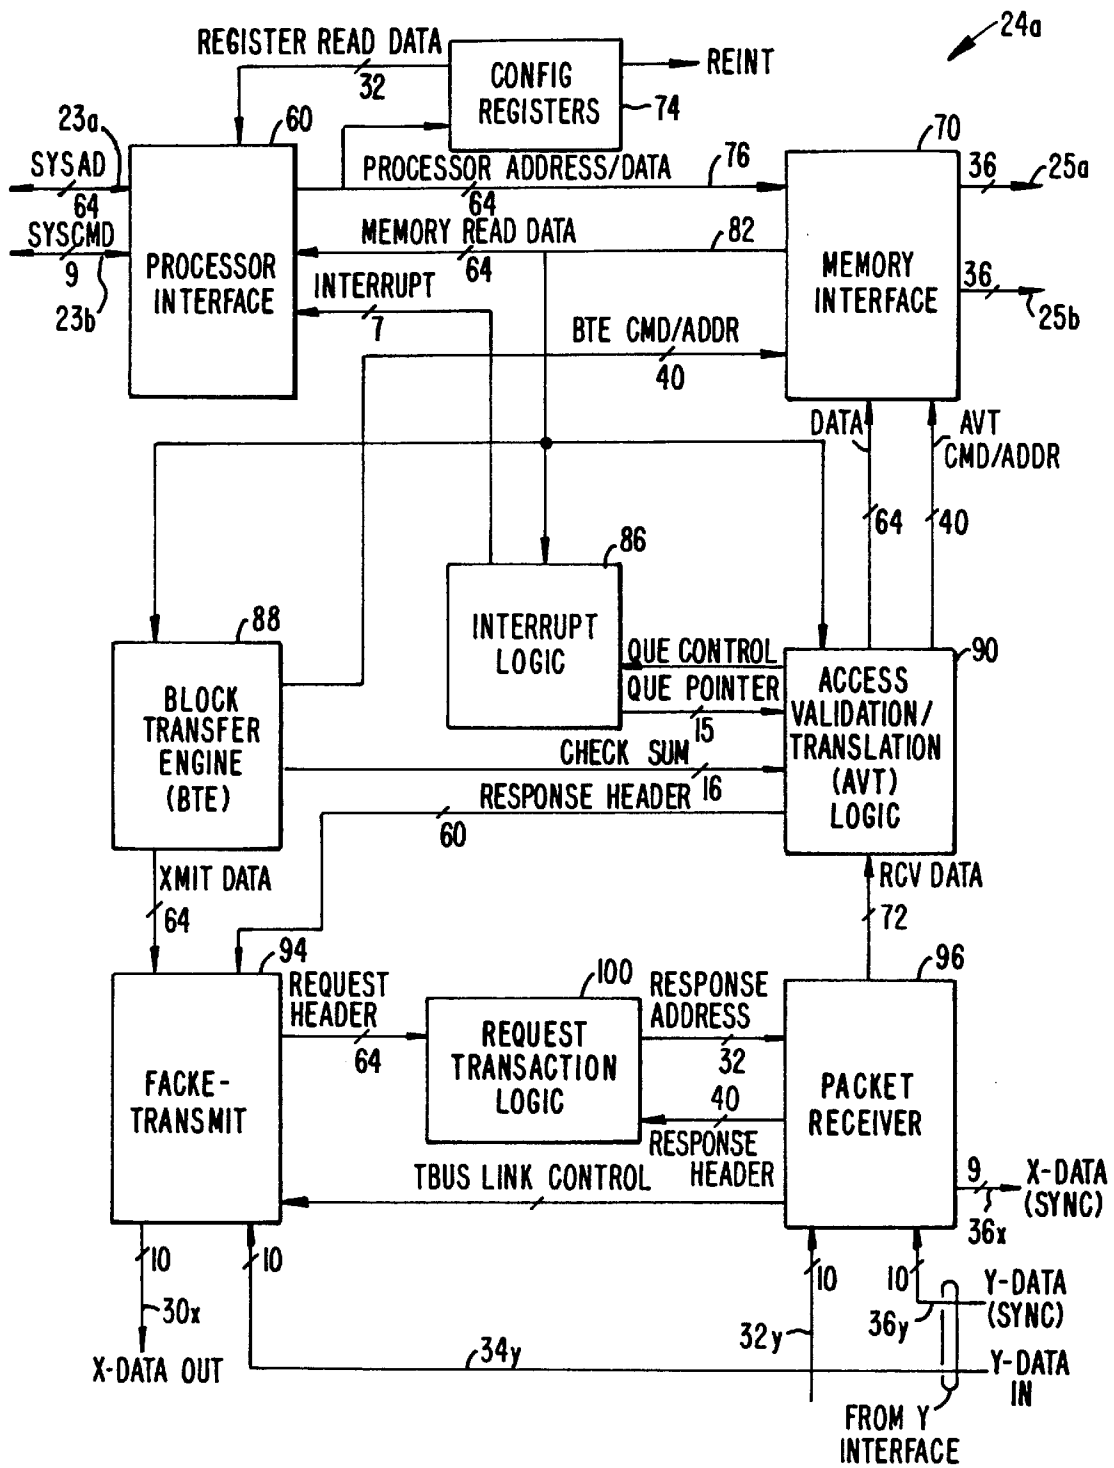 24a
REGISTER READ DATA
32
CONFIG
REGISTERS
REINT
74
23a
60
70
SYSAD
64
PROCESSOR ADDRESS/DATA
76
64
36
25a
SYSCMD
9
23b
MEMORY READ DATA
82
64
PROCESSOR
INTERFACE
INTERRUPT
7
MEMORY
INTERFACE
36
25b
BTE CMD/ADDR
40
DATA
AVT
CMD/ADDR
64
40
86
INTERRUPT
LOGIC
88
QUE CONTROL
90
QUE POINTER
15
BLOCK
TRANSFER
ENGINE
(BTE)
ACCESS
VALIDATION/
TRANSLATION
(AVT)
LOGIC
CHECK SUM
16
RESPONSE HEADER
60
XMIT DATA
64
RCV DATA
72
94
REQUEST
HEADER
64
100
RESPONSE
ADDRESS
32
96
FACKE-
TRANSMIT
REQUEST
TRANSACTION
LOGIC
PACKET
RECEIVER
40
RESPONSE
HEADER
TBUS LINK CONTROL
9
X-DATA
(SYNC)
36x
10
10
10
10
30x
Y-DATA
(SYNC)
36y
32y
X-DATA OUT
34y
Y-DATA
IN
FROM Y
INTERFACE